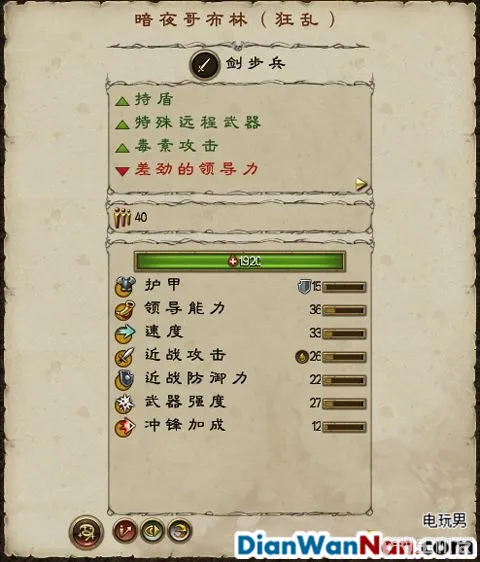 暗夜哥布林（狂乱）
剑步兵
持盾
特殊远程武器
毒素攻击
差劲的领导力
40
1920
护甲 15
领导能力 36
速度 33
近战攻击 26
近战防御力 22
武器强度 27
冲锋加成 12
电玩男
DianWanNan.com